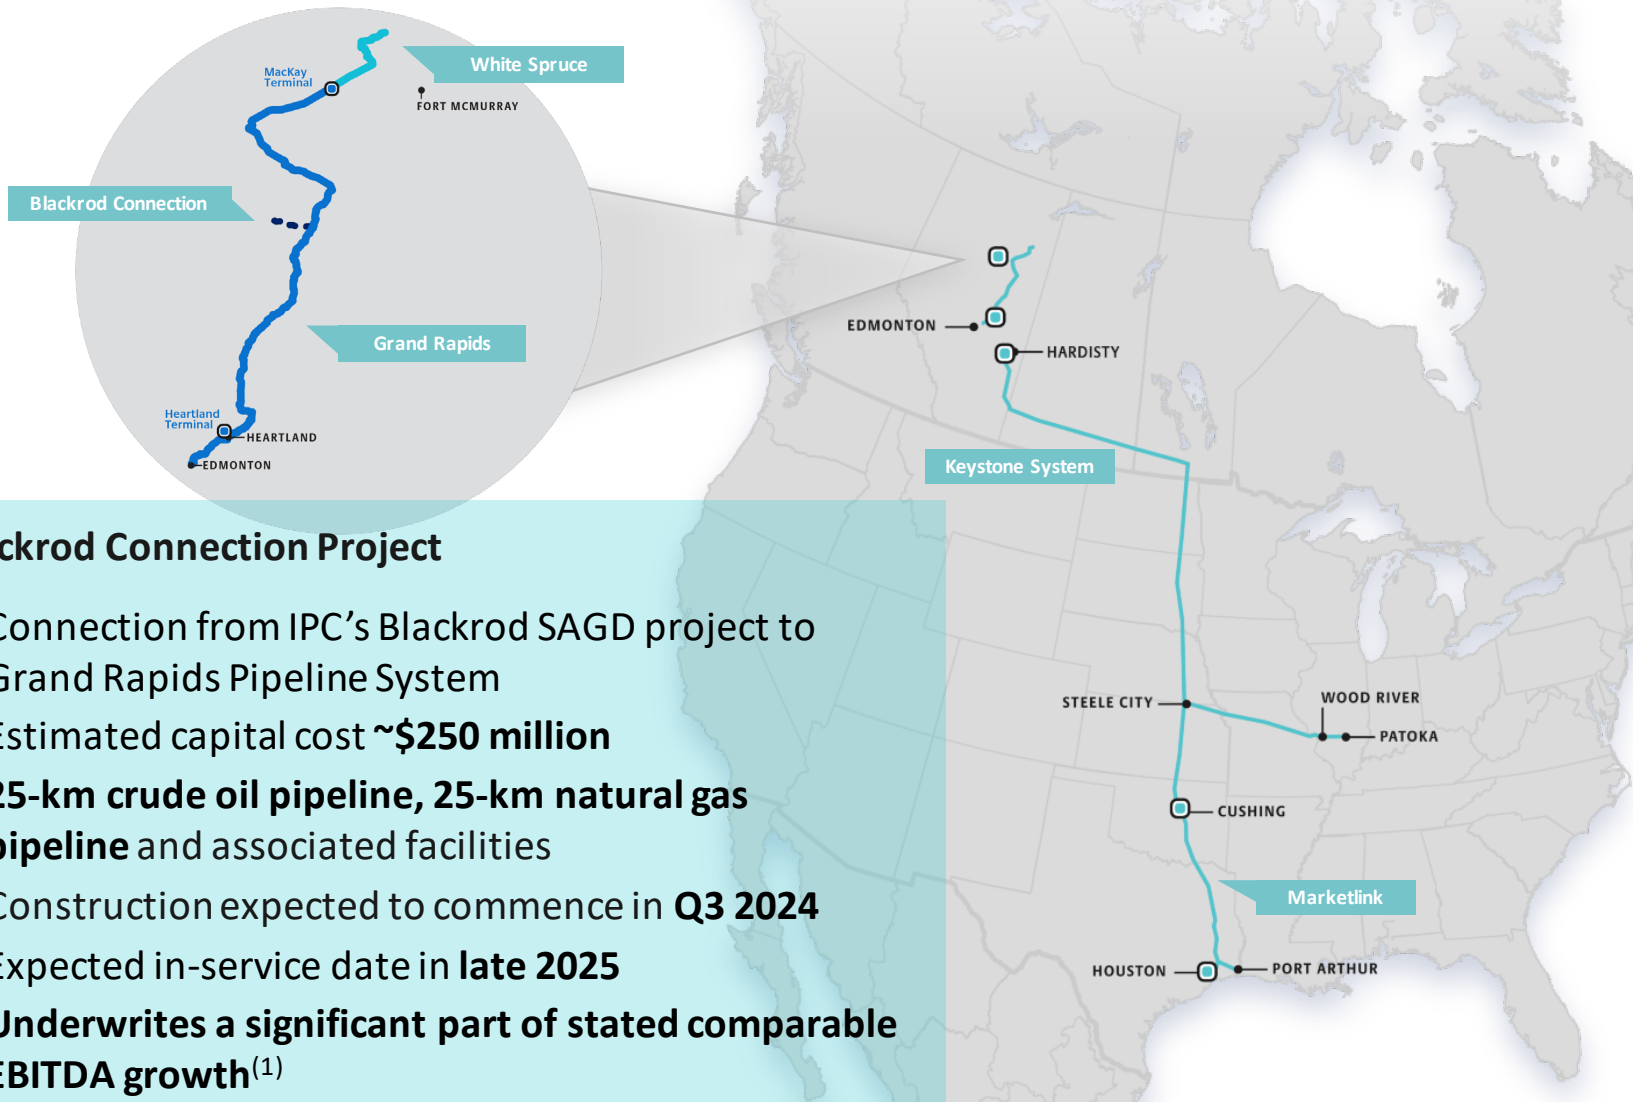 White Spruce
MacKay
Terminal
FORT MCMURRAY
Blackrod Connection
Grand Rapids
Heartland
Terminal
HEARTLAND
EDMONTON
EDMONTON
HARDISTY
Keystone System
STEELE CITY
WOOD RIVER
PATOKA
CUSHING
Marketlink
HOUSTON
PORT ARTHUR
ckrod Connection Project
Connection from IPC’s Blackrod SAGD project to
Grand Rapids Pipeline System
Estimated capital cost ~$250 million
25-km crude oil pipeline, 25-km natural gas
pipeline and associated facilities
Construction expected to commence in Q3 2024
Expected in-service date in late 2025
Underwrites a significant part of stated comparable
EBITDA growth(1)